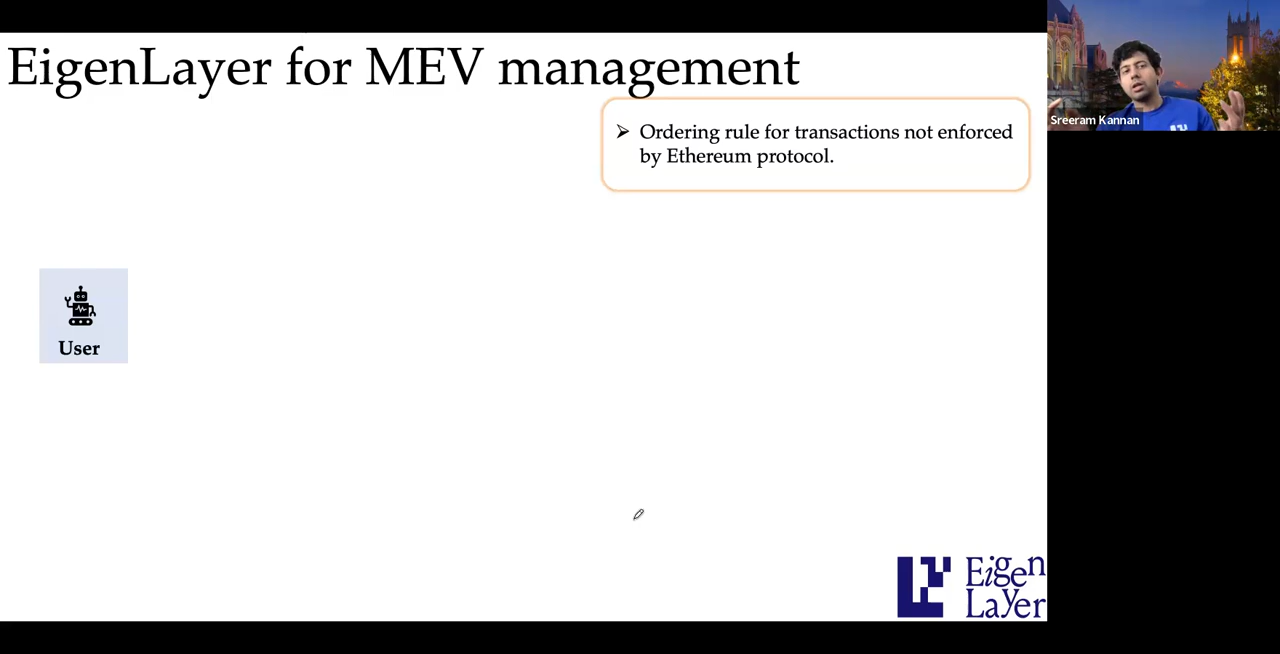 EigenLayer for MEV management
➢ Ordering rule for transactions not enforced
by Ethereum protocol.
Sreeram Kannan
User
Eigen
Layer